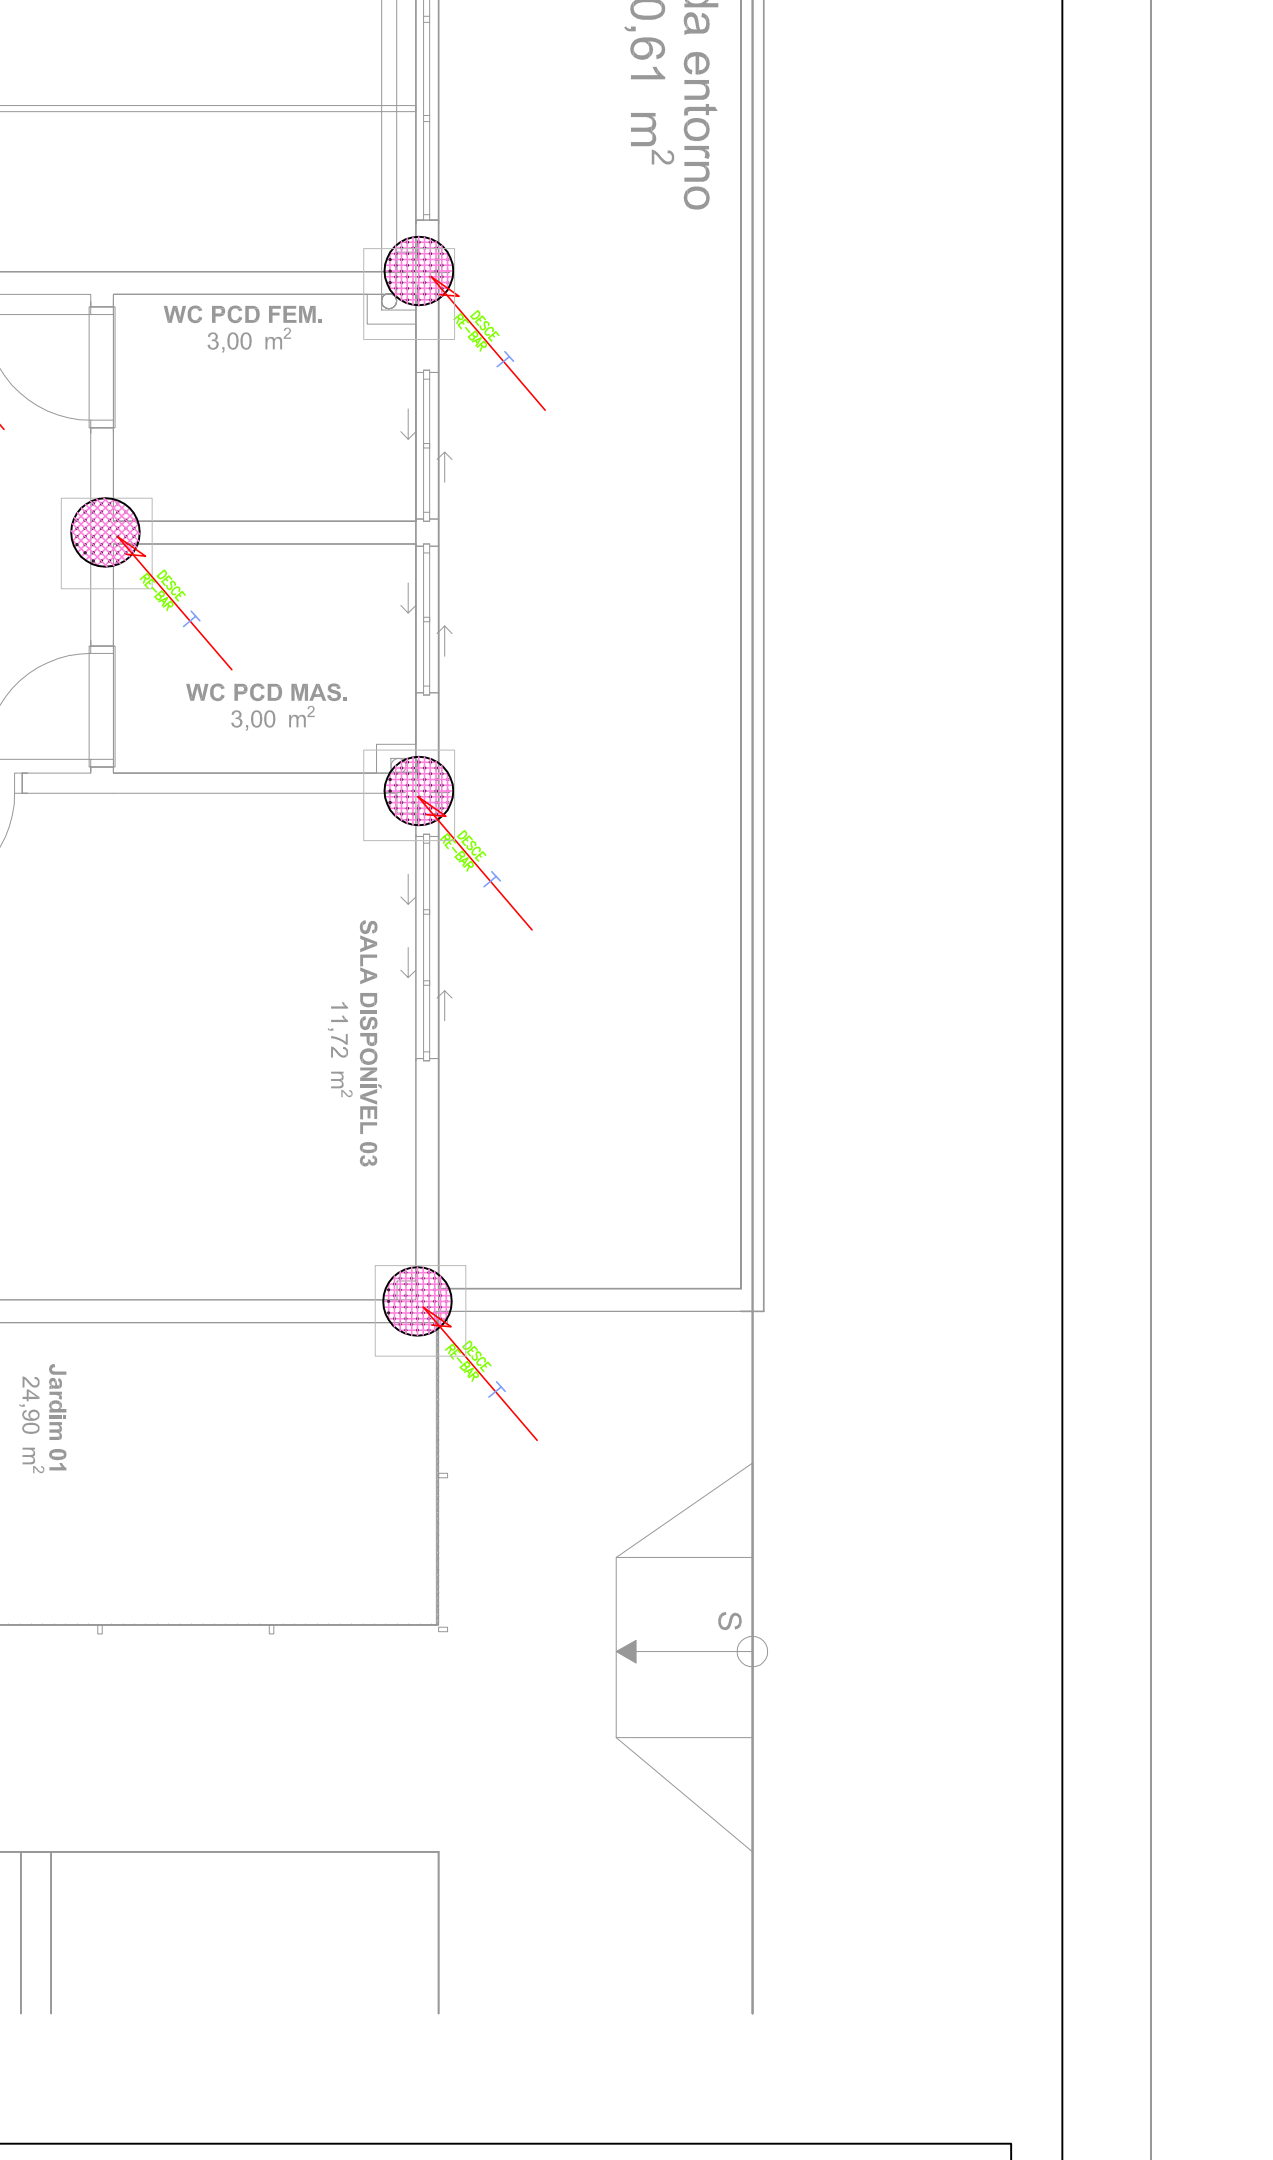 da entorno
0,61 m²
WC PCD FEM.
3,00 m²
DESCE
RE-BAR
T
DESCE
RE-BAR
T
WC PCD MAS.
3,00 m²
DESCE
RE-BAR
T
SALA DISPONÍVEL 03
11,72 m²
DESCE
RE-BAR
T
Jardim 01
24,90 m²
S